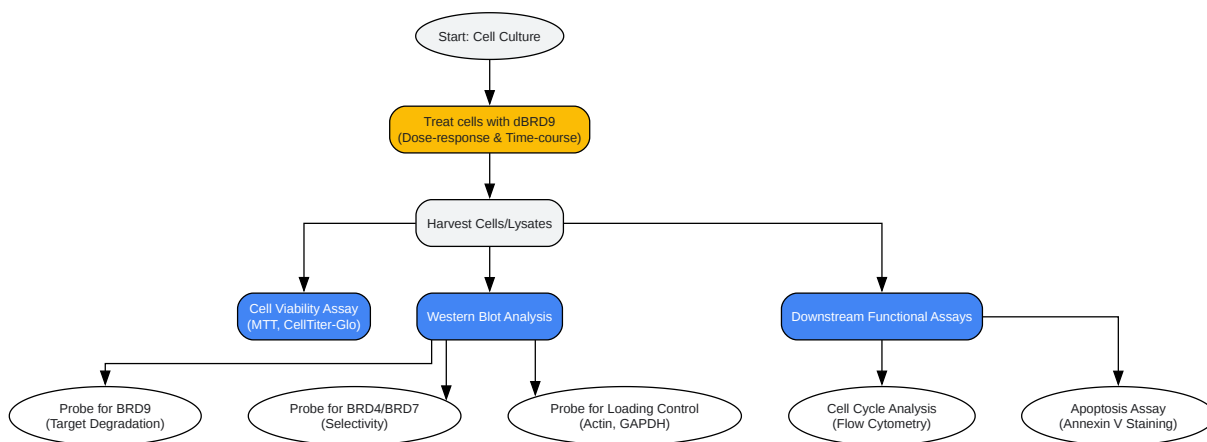 Start: Cell Culture
Treat cells with dBRD9
(Dose-response & Time-course)
Harvest Cells/Lysates
Cell Viability Assay
(MTT, CellTiter-Glo)
Western Blot Analysis
Downstream Functional Assays
Probe for BRD9
(Target Degradation)
Probe for BRD4/BRD7
(Selectivity)
Probe for Loading Control
(Actin, GAPDH)
Cell Cycle Analysis
(Flow Cytometry)
Apoptosis Assay
(Annexin V Staining)